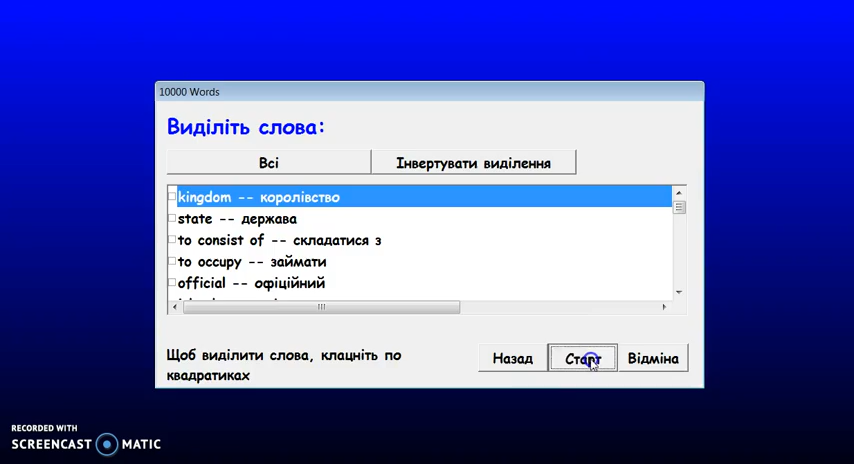 10000 Words
Виділіть слова:
Всі Інвертувати виділення
kingdom -- королівство
state -- держава
to consist of -- складатися з
to occupy -- займати
official -- офіційний
Щоб виділити слова, клацніть по
квадратиках
Назад Старт Відміна
RECORDED WITH
SCREENCAST MATIC